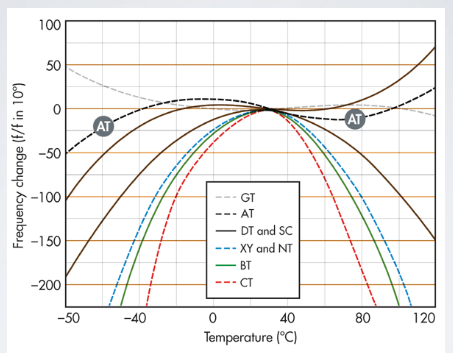 100
50
0
−50
−100
−150
−200
Frequency change (f/f in 10⁶)
AT
AT
GT
AT
DT and SC
XY and NT
BT
CT
−50
−40
0
40
80
120
Temperature (°C)